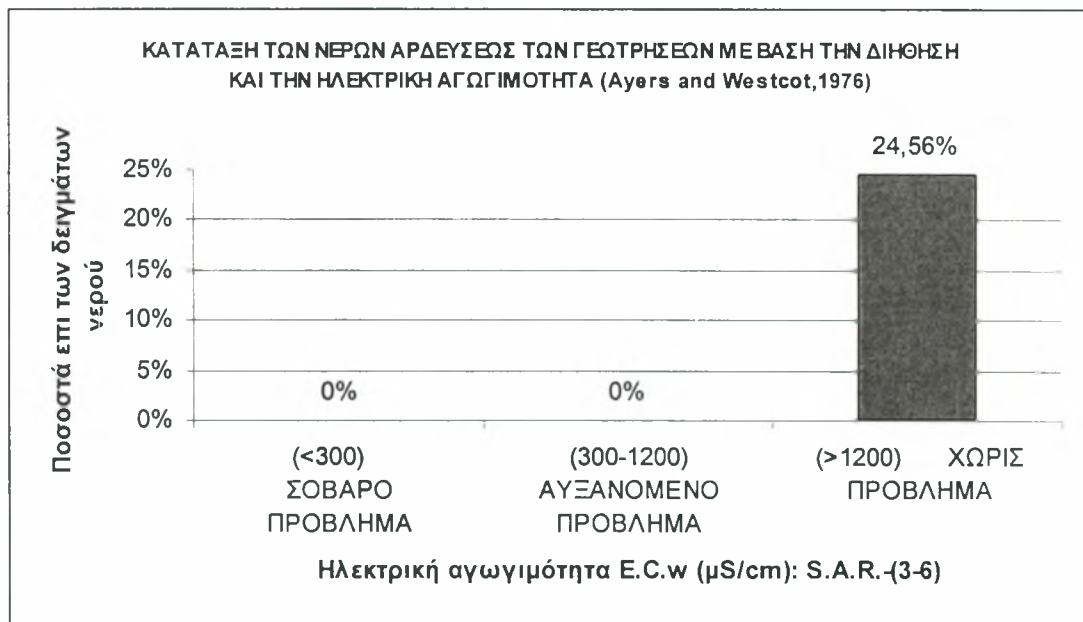 ΚΑΤΑΤΑΞΗ ΤΩΝ ΝΕΡΩΝ ΑΡΔΕΥΣΕΩΣ ΤΩΝ ΓΕΩΤΡΗΣΕΩΝ ΜΕ ΒΑΣΗ ΤΗΝ ΔΙΗΘΗΣΗ
ΚΑΙ ΤΗΝ ΗΛΕΚΤΡΙΚΗ ΑΓΩΓΙΜΟΤΗΤΑ (Ayers and Westcot,1976)
Ποσοστά επι των δειγμάτων
νερού
24,56%
25%
20%
15%
10%
5%
0%
0%
0%
(<300)
ΣΟΒΑΡΟ
ΠΡΟΒΛΗΜΑ
(300-1200)
ΑΥΞΑΝΟΜΕΝΟ
ΠΡΟΒΛΗΜΑ
(>1200) ΧΩΡΙΣ
ΠΡΟΒΛΗΜΑ
Ηλεκτρική αγωγιμότητα E.C.w (μS/cm): S.A.R.-(3-6)